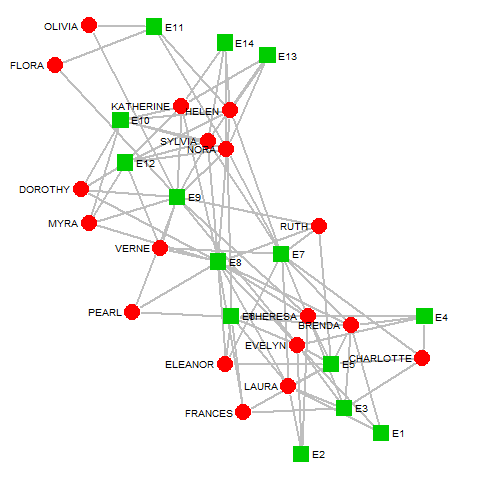 OLIVIA
E11
E14
FLORA
E13
KATHERINE
HELEN
E10
SYLVIA
NORA
E12
DOROTHY
E9
MYRA
RUTH
VERNE
E7
E8
PEARL
THERESA
E4
BRENDA
EVELYN
CHARLOTTE
ELEANOR
E5
LAURA
FRANCES
E3
E1
E2